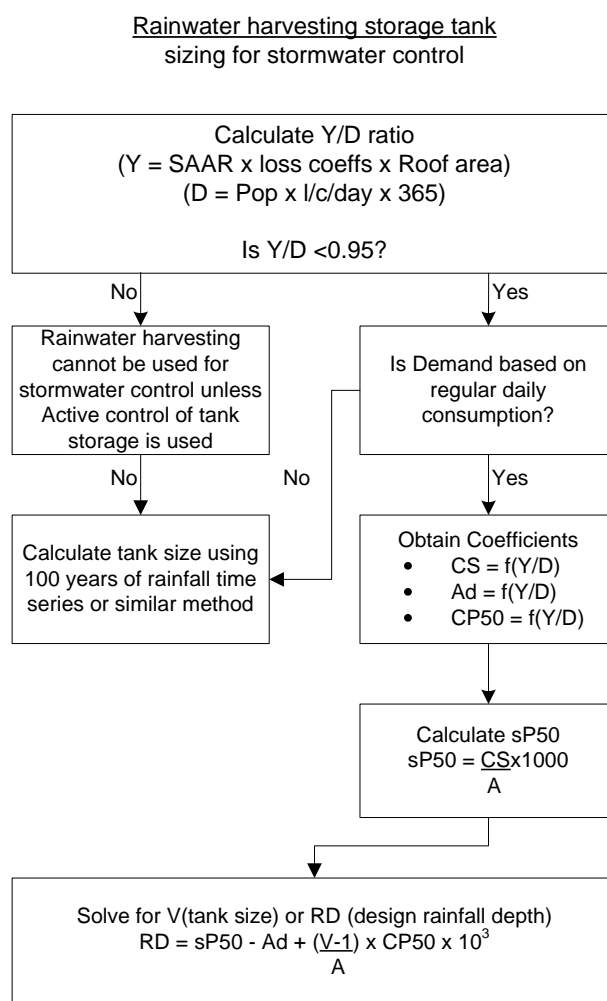 Rainwater harvesting storage tank
sizing for stormwater control
Calculate Y/D ratio
(Y = SAAR x loss coeffs x Roof area)
(D = Pop x l/c/day x 365)
Is Y/D <0.95?
No
Yes
Rainwater harvesting
cannot be used for
stormwater control unless
Active control of tank
storage is used
Is Demand based on
regular daily
consumption?
No
No
Yes
Calculate tank size using
100 years of rainfall time
series or similar method
Obtain Coefficients
• CS = f(Y/D)
• Ad = f(Y/D)
• CP50 = f(Y/D)
Calculate sP50
sP50 = CSx1000
A
Solve for V(tank size) or RD (design rainfall depth)
RD = sP50 - Ad + (V-1) x CP50 x 10³
A